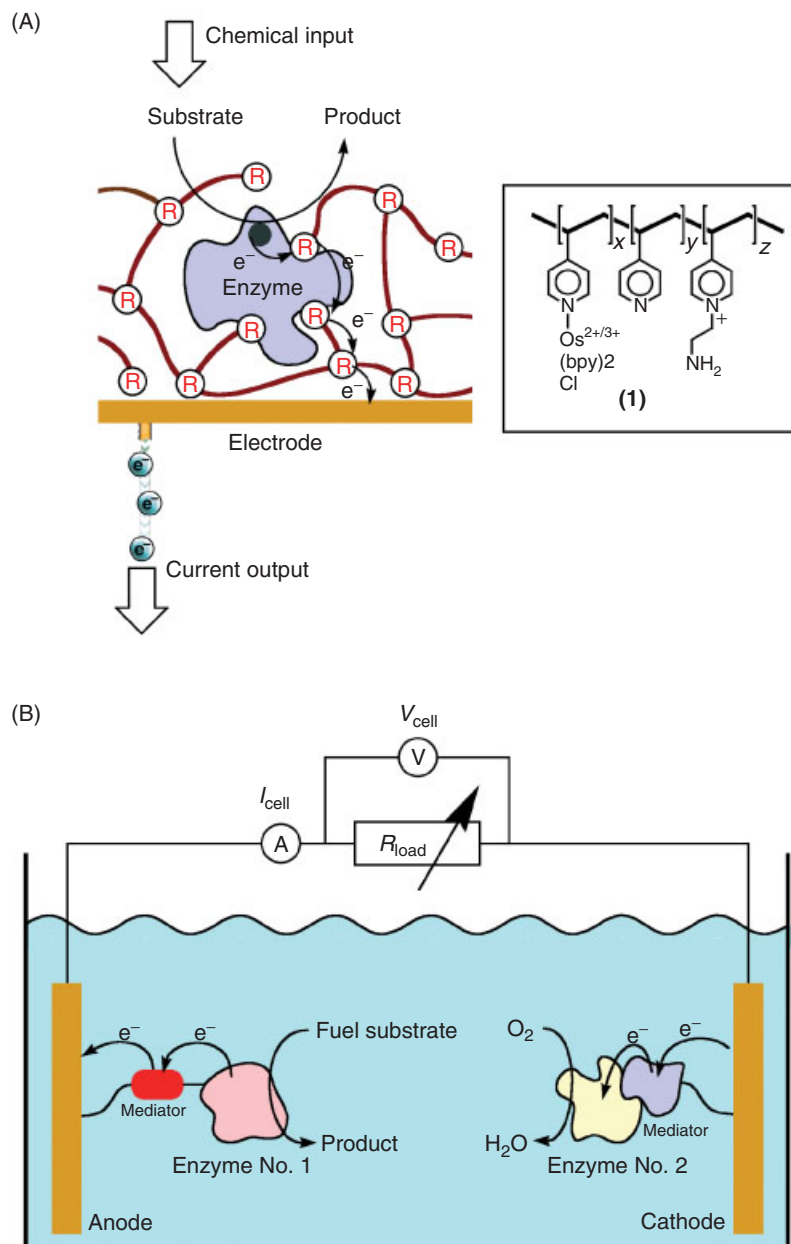 (A)
Chemical input
Substrate Product
R
R
R
R
e⁻
R
e⁻
Enzyme
R
R
R
e⁻
R
R
R
e⁻
Electrode
e⁻
e⁻
e⁻
Current output
x y z
N N N
+
Os2+/3+
(bpy)2
Cl
NH2
(1)
(B)
Vcell
V
Icell
A
Rload
e⁻ e⁻
Fuel substrate
Mediator
Product
Enzyme No. 1
Anode
O2
e⁻ e⁻
Mediator
H2O
Enzyme No. 2
Cathode